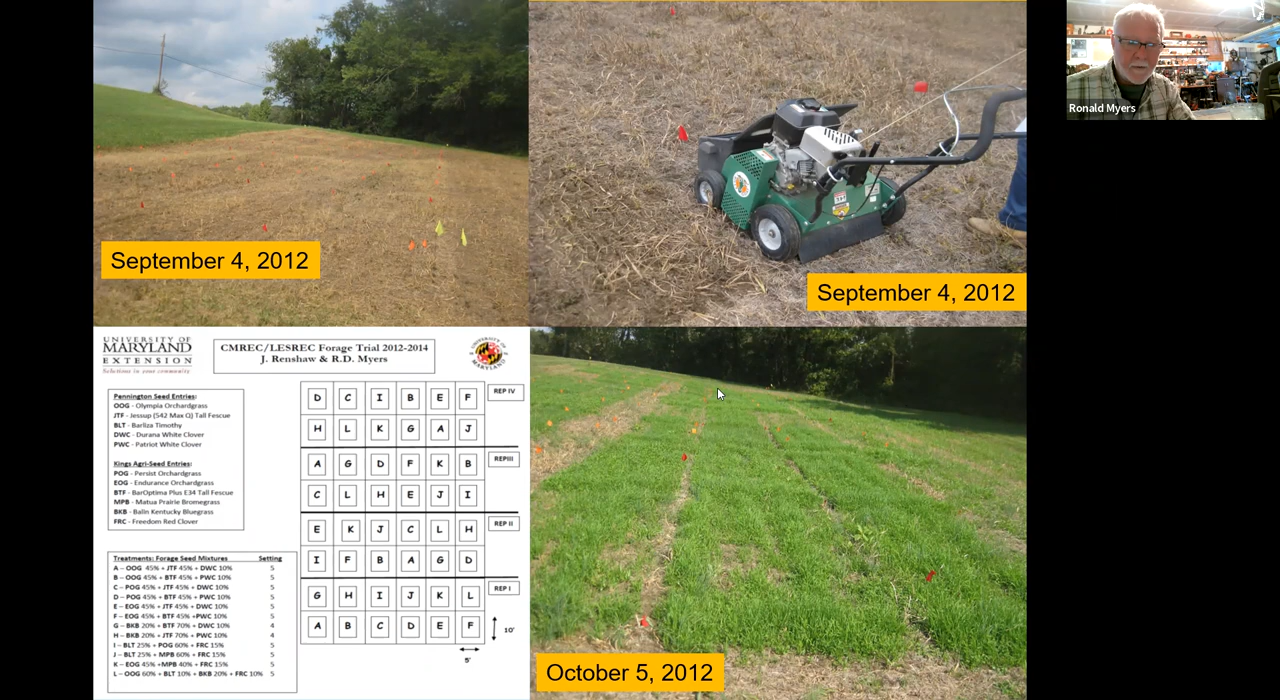 September 4, 2012
September 4, 2012
Ronald Myers
UNIVERSITY OF
MARYLAND
EXTENSION
Solutions in your community
CMREC/LESREC Forage Trial 2012-2014
J. Renshaw & R.D. Myers
Pennington Seed Entries:
OOG - Olympia Orchardgrass
JTF - Jessup (542 Max Q) Tall Fescue
BLT - Barliza Timothy
DWC - Durana White Clover
PWC - Patriot White Clover
Kings Agri-Seed Entries:
POG - Persist Orchardgrass
EOG - Endurance Orchardgrass
BTF - BarOptima Plus E34 Tall Fescue
MPB - Matua Prairie Bromegrass
BKB - Balin Kentucky Bluegrass
FRC - Freedom Red Clover
Treatments: Forage Seed Mixtures Setting
A – OOG 45% + JTF 45% + DWC 10% 5
B – OOG 45% + BTF 45% + PWC 10% 5
C – POG 45% + JTF 45% + DWC 10% 5
D – POG 45% + BTF 45% + PWC 10% 5
E – EOG 45% + JTF 45% + DWC 10% 5
F – EOG 45% + BTF 45% +PWC 10% 5
G – BKB 20% + BTF 70% + DWC 10% 4
H – BKB 20% + JTF 70% + PWC 10% 4
I – BLT 25% + POG 60% + FRC 15% 5
J – BLT 25% + MPB 60% + FRC 15% 5
K – EOG 45% +MPB 40% + FRC 15% 5
L – OOG 60% + BLT 10% + BKB 20% + FRC 10% 5
D C I B E F REP IV
H L K G A J
A G D F K B REPIII
C L H E J I
E K J C L H REP II
I F B A G D
G H I J K L REP I
A B C D E F 10'
5'
October 5, 2012